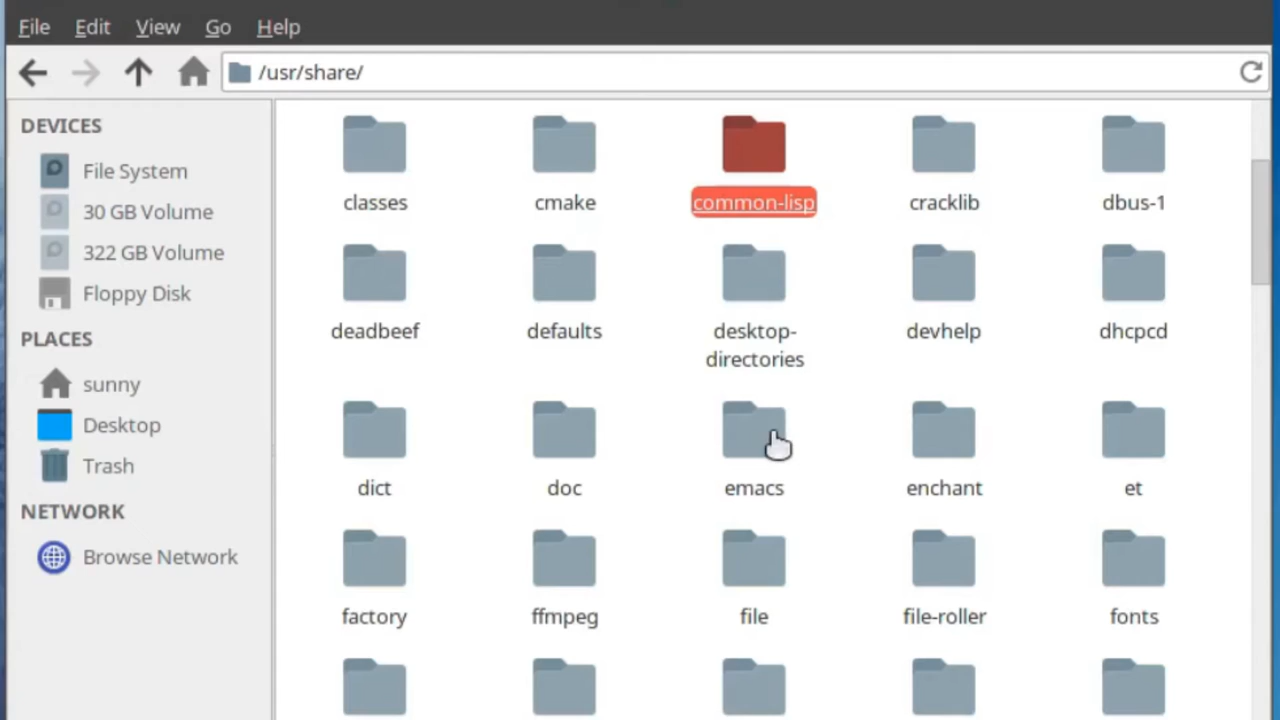 File Edit View Go Help
/usr/share/
DEVICES
File System
30 GB Volume
322 GB Volume
Floppy Disk
PLACES
sunny
Desktop
Trash
NETWORK
Browse Network
classes cmake common-lisp cracklib dbus-1
deadbeef defaults desktop-
directories devhelp dhcpcd
dict doc emacs enchant et
factory ffmpeg file file-roller fonts